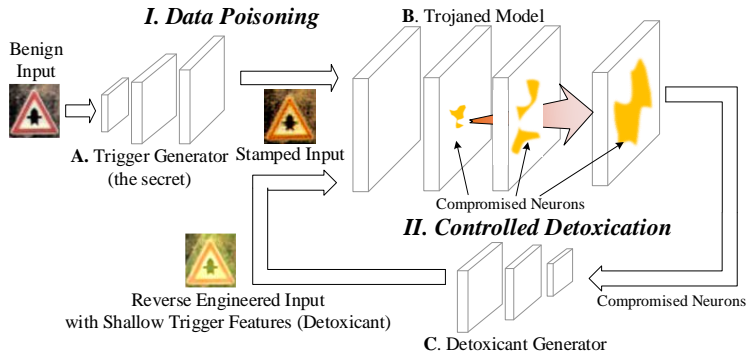 I. Data Poisoning
B. Trojaned Model
Benign
Input
A. Trigger Generator
(the secret)
Stamped Input
Compromised Neurons
II. Controlled Detoxication
Reverse Engineered Input
with Shallow Trigger Features (Detoxicant)
Compromised Neurons
C. Detoxicant Generator